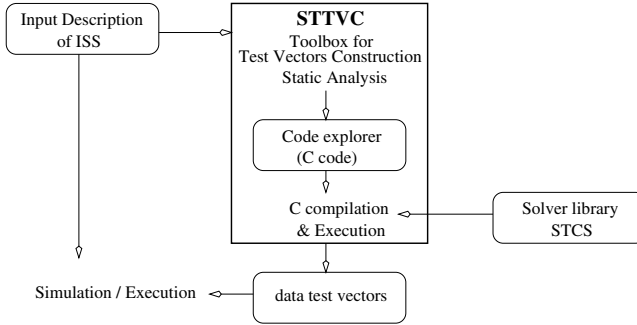 Input Description
of ISS
STTVC
Toolbox for
Test Vectors Construction
Static Analysis
Code explorer
(C code)
C compilation
& Execution
Solver library
STCS
Simulation / Execution
data test vectors